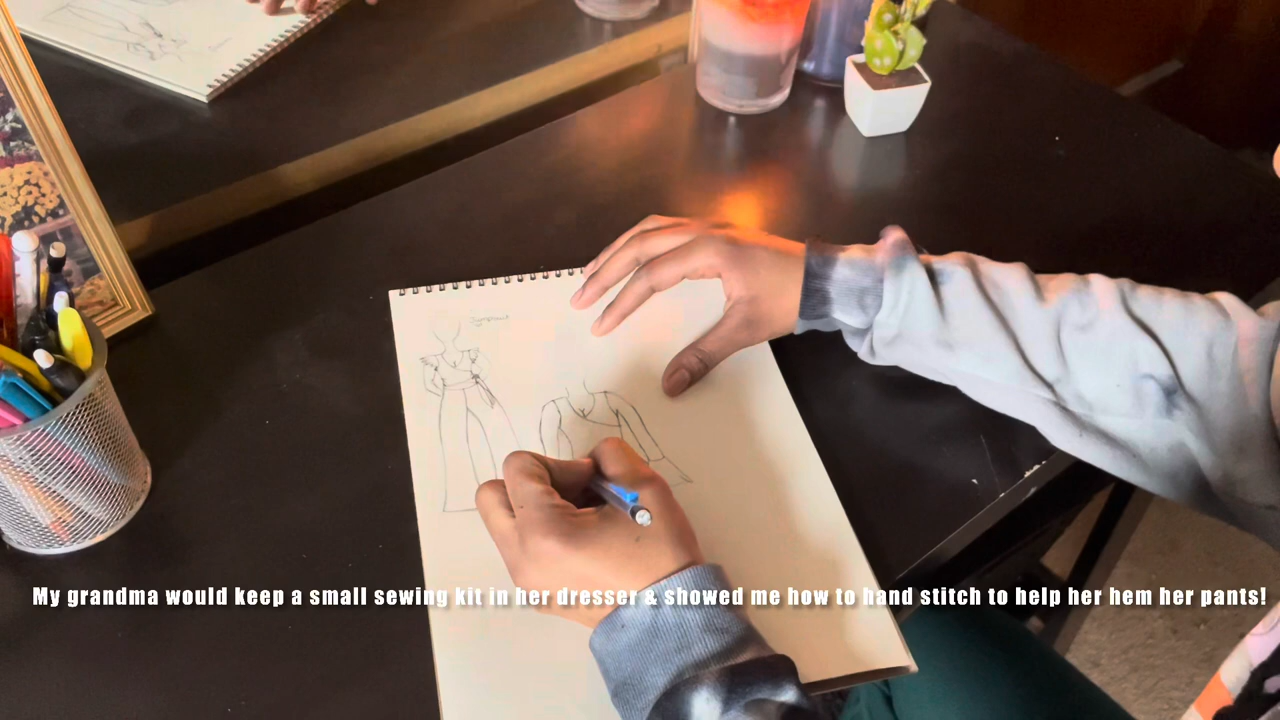 My grandma would keep a small sewing kit in her dresser & showed me how to hand stitch to help her hem her pants!